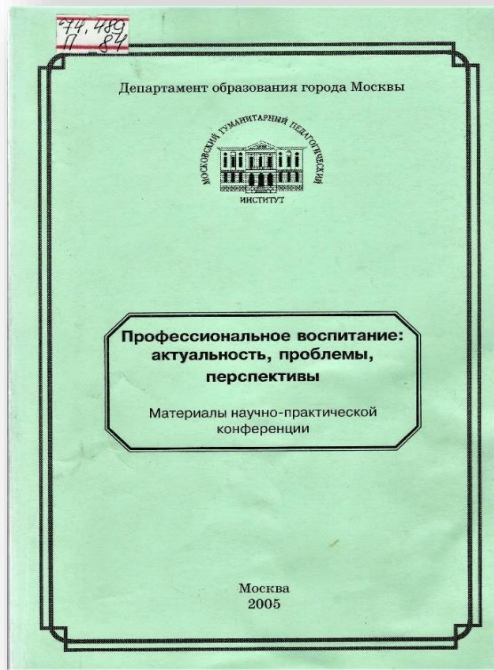 74.489
П 84
Департамент образования города Москвы
МОСКОВСКИЙ ГУМАНИТАРНЫЙ ПЕДАГОГИЧЕСКИЙ
ИНСТИТУТ
Профессиональное воспитание:
актуальность, проблемы,
перспективы
Материалы научно-практической
конференции
Москва
2005